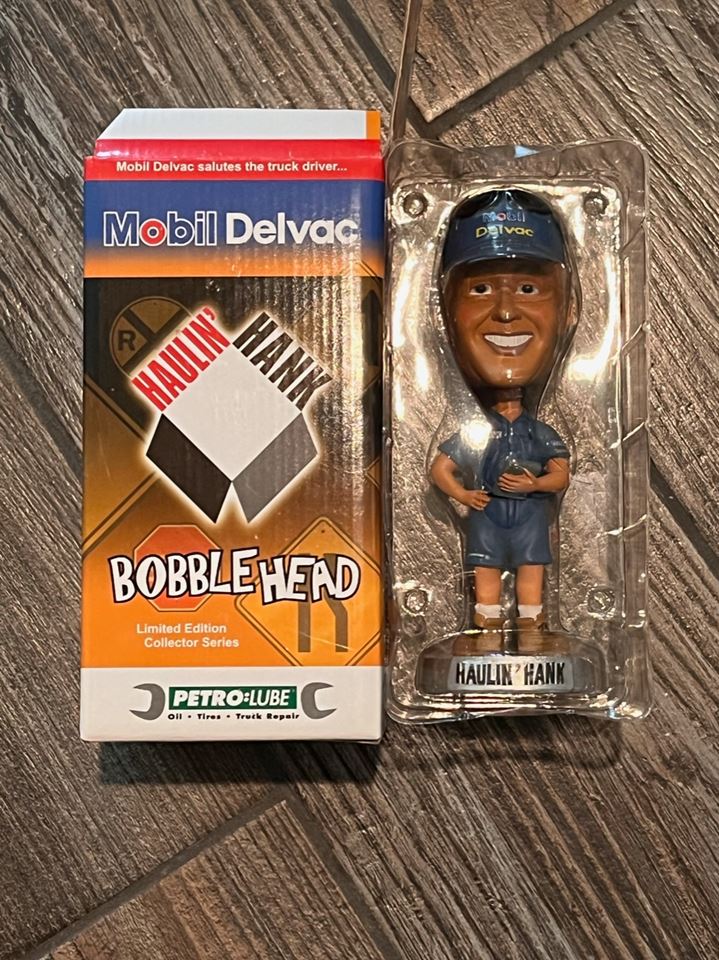 Mobil Delvac salutes the truck driver...
Mobil Delvac
R
HAULIN' HANK
BOBBLE HEAD
Limited Edition
Collector Series
PETRO:LUBE
Oil • Tires • Truck Repair
Mobil
Delvac
HAULIN' HANK